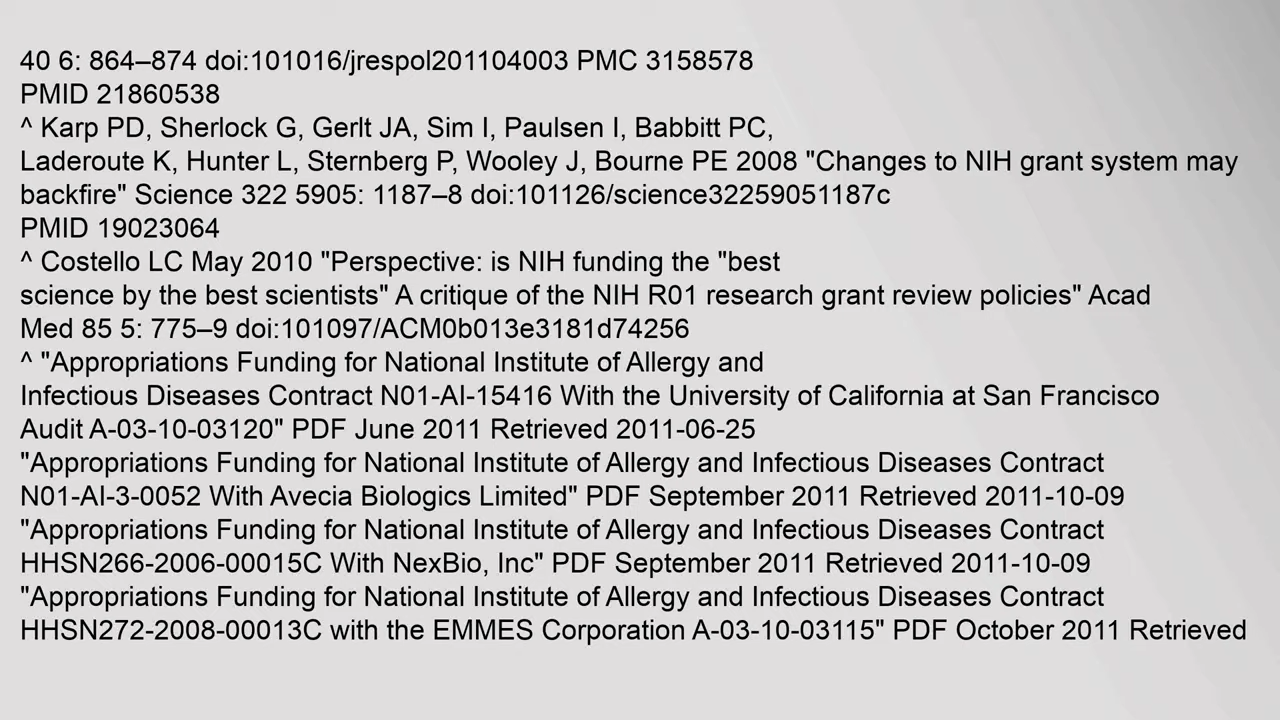 40 6: 864–874 doi:101016/jrespol201104003 PMC 3158578
PMID 21860538
^ Karp PD, Sherlock G, Gerlt JA, Sim I, Paulsen I, Babbitt PC,
Laderoute K, Hunter L, Sternberg P, Wooley J, Bourne PE 2008 "Changes to NIH grant system may
backfire" Science 322 5905: 1187–8 doi:101126/science32259051187c
PMID 19023064
^ Costello LC May 2010 "Perspective: is NIH funding the "best
science by the best scientists" A critique of the NIH R01 research grant review policies" Acad
Med 85 5: 775–9 doi:101097/ACM0b013e3181d74256
^ "Appropriations Funding for National Institute of Allergy and
Infectious Diseases Contract N01-AI-15416 With the University of California at San Francisco
Audit A-03-10-03120" PDF June 2011 Retrieved 2011-06-25
"Appropriations Funding for National Institute of Allergy and Infectious Diseases Contract
N01-AI-3-0052 With Avecia Biologics Limited" PDF September 2011 Retrieved 2011-10-09
"Appropriations Funding for National Institute of Allergy and Infectious Diseases Contract
HHSN266-2006-00015C With NexBio, Inc" PDF September 2011 Retrieved 2011-10-09
"Appropriations Funding for National Institute of Allergy and Infectious Diseases Contract
HHSN272-2008-00013C with the EMMES Corporation A-03-10-03115" PDF October 2011 Retrieved